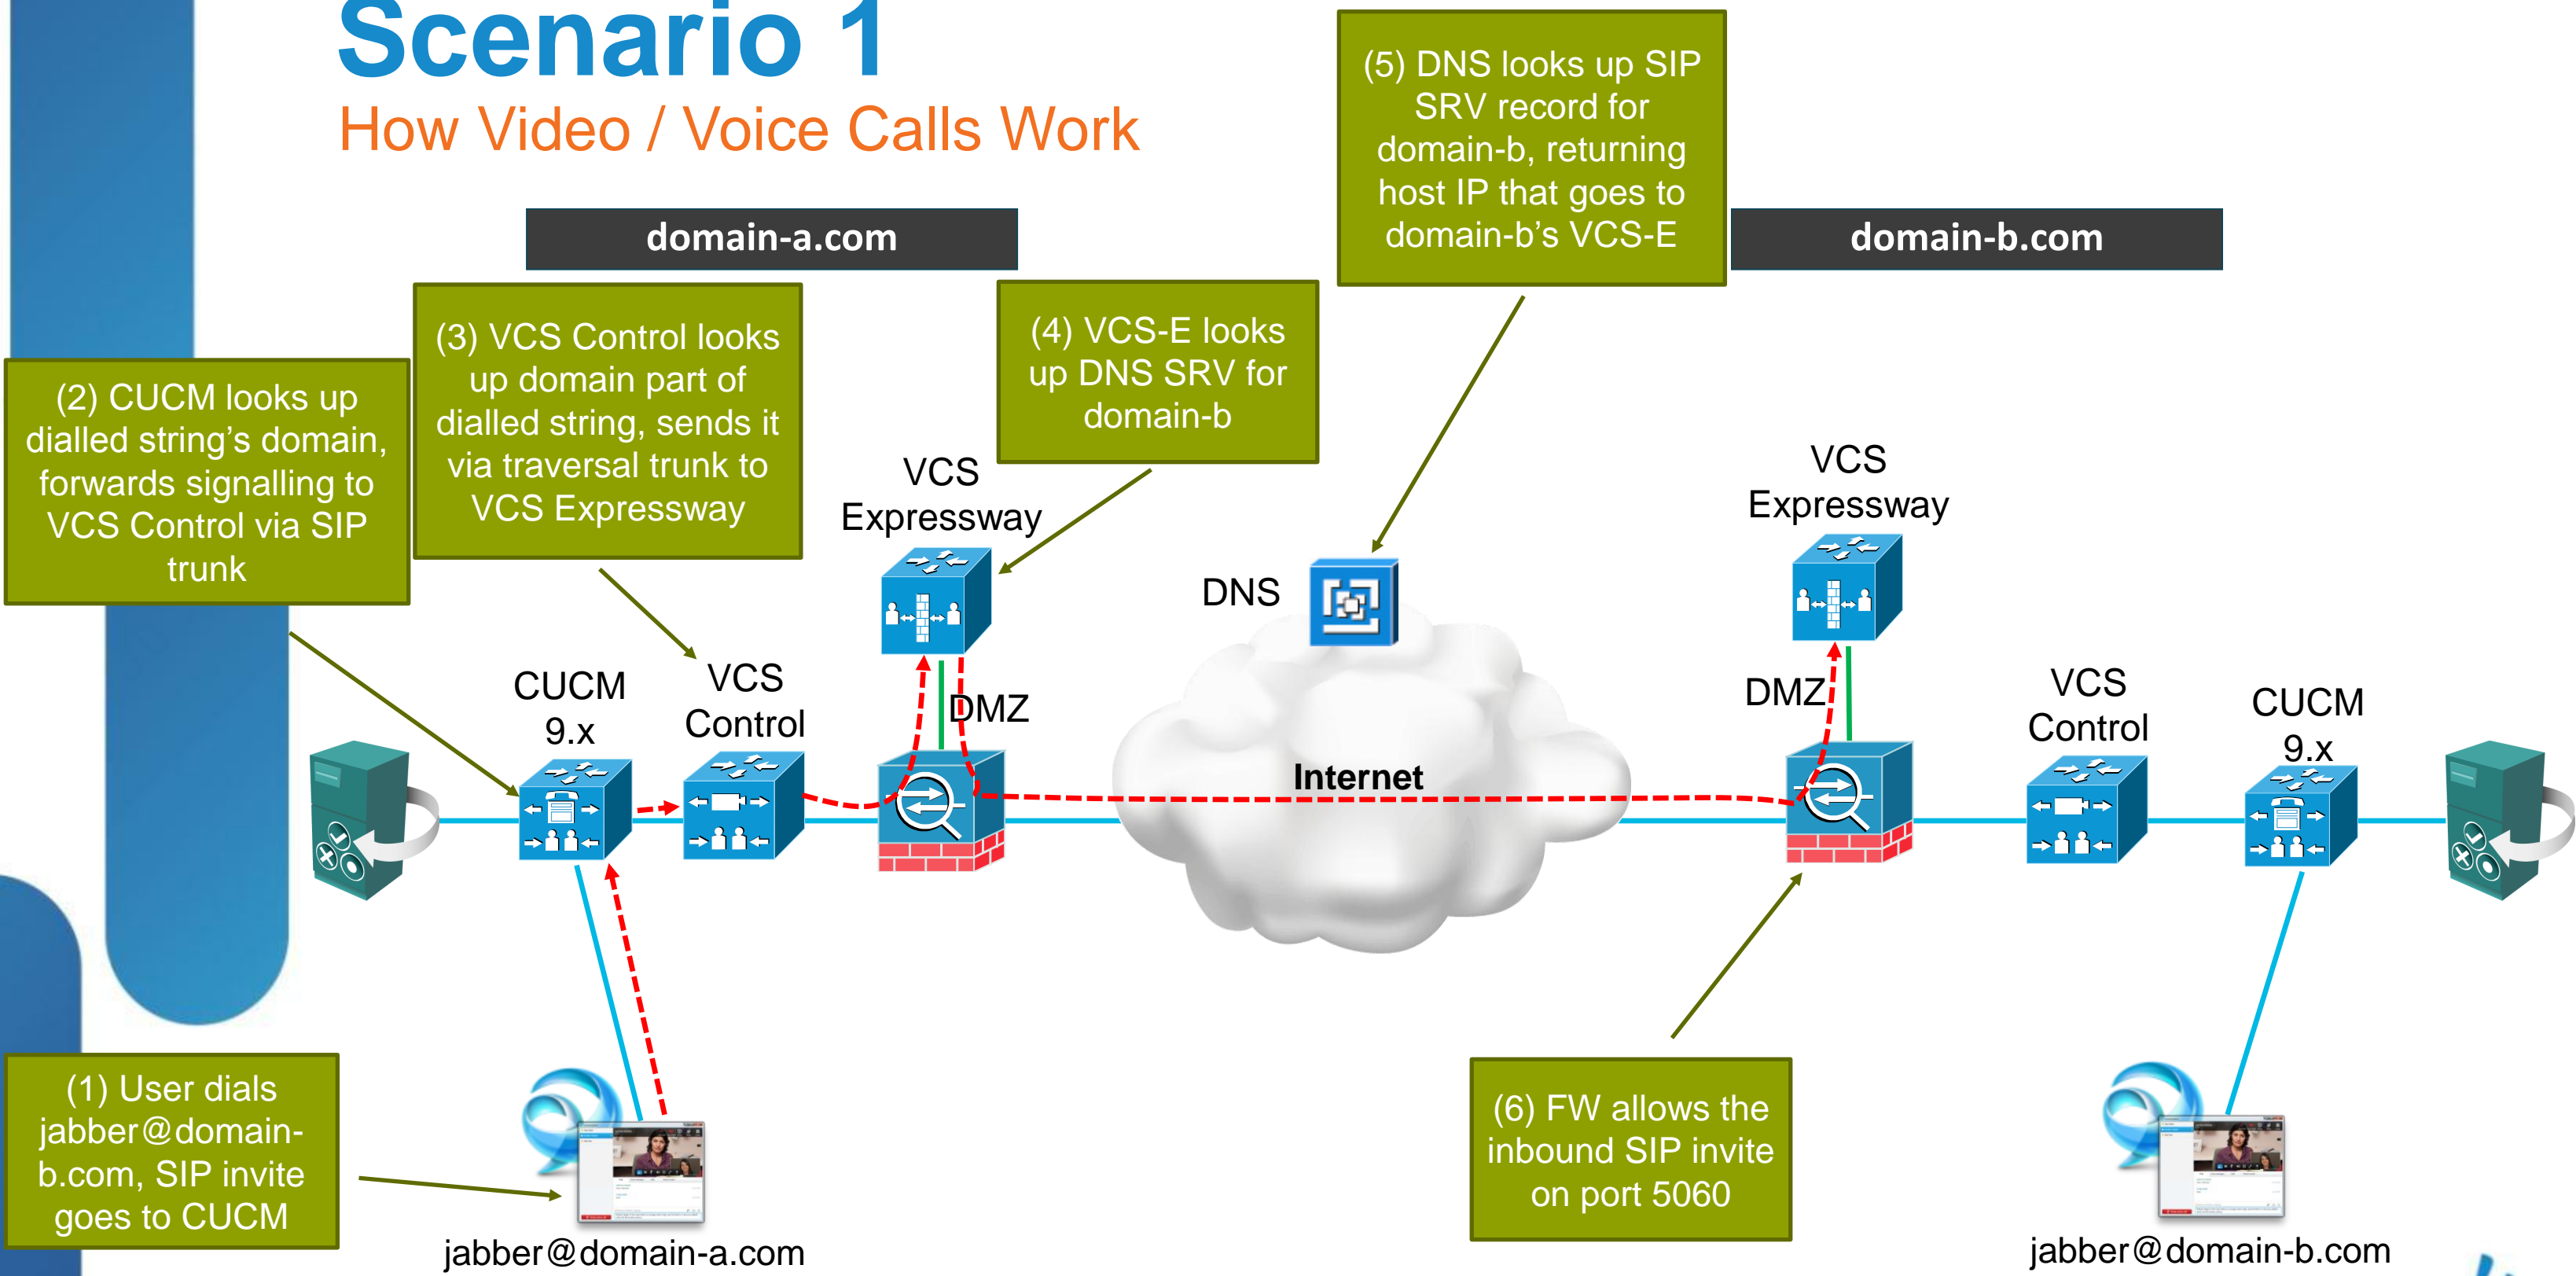 Scenario 1
How Video / Voice Calls Work
(5) DNS looks up SIP
SRV record for
domain-b, returning
host IP that goes to
domain-b’s VCS-E
domain-a.com
domain-b.com
(2) CUCM looks up
dialled string’s domain,
forwards signalling to
VCS Control via SIP
trunk
(3) VCS Control looks
up domain part of
dialled string, sends it
via traversal trunk to
VCS Expressway
(4) VCS-E looks
up DNS SRV for
domain-b
VCS
Expressway
VCS
Expressway
DNS
CUCM
9.x
VCS
Control
DMZ
Internet
DMZ
VCS
Control
CUCM
9.x
(1) User dials
jabber@domain-
b.com, SIP invite
goes to CUCM
(6) FW allows the
inbound SIP invite
on port 5060
jabber@domain-a.com
jabber@domain-b.com